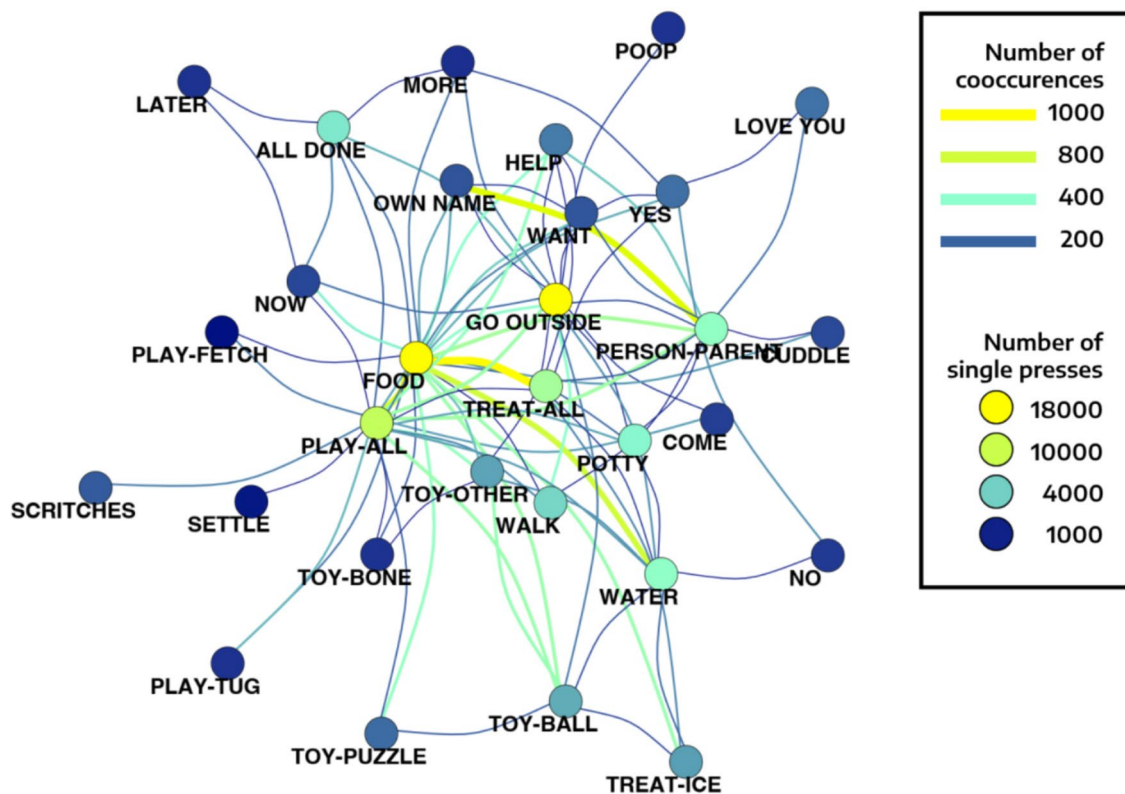 POOP
MORE
LATER
LOVE YOU
ALL DONE
HELP
OWN NAME
YES
WANT
NOW
GO OUTSIDE
PERSON-PARENT
CUDDLE
PLAY-FETCH
FOOD
TREAT-ALL
COME
PLAY-ALL
POTTY
TOY-OTHER
SCRITCHES
SETTLE
WALK
TOY-BONE
NO
WATER
PLAY-TUG
TOY-BALL
TOY-PUZZLE
TREAT-ICE
Number of
cooccurences
1000
800
400
200
Number of
single presses
18000
10000
4000
1000